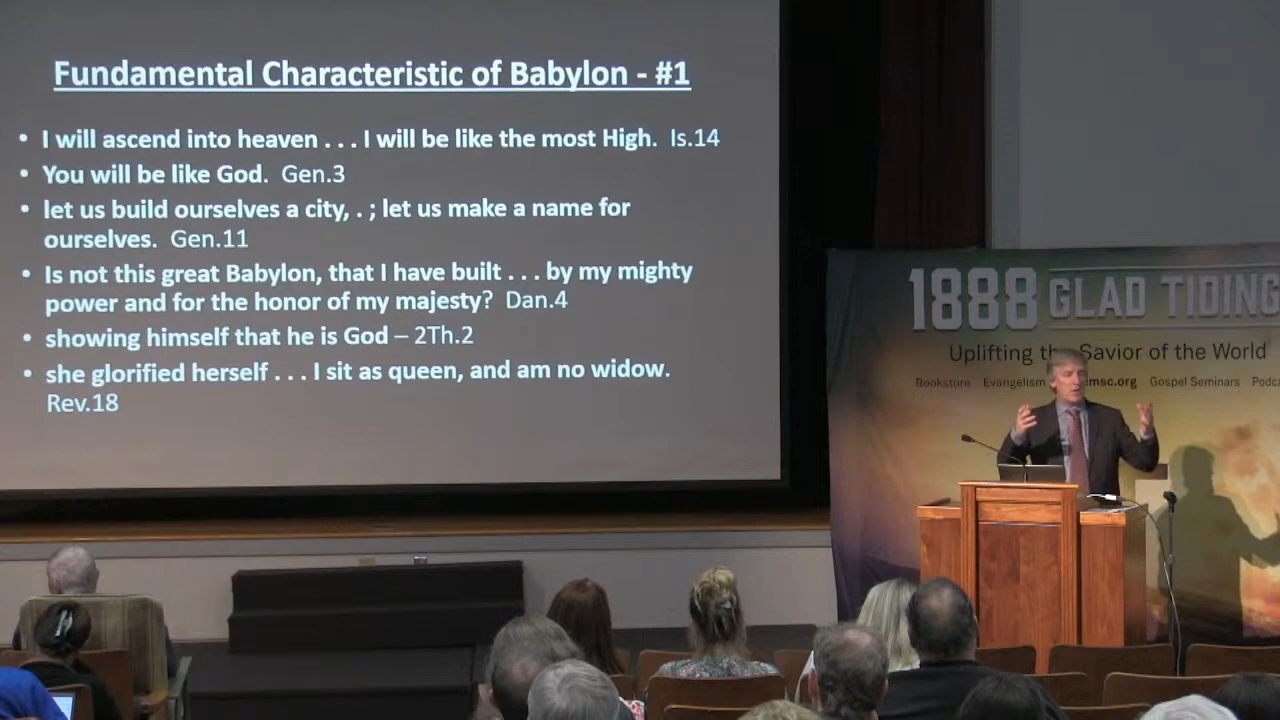 Fundamental Characteristic of Babylon - #1
• I will ascend into heaven . . . I will be like the most High. Is.14
• You will be like God. Gen.3
• let us build ourselves a city, . ; let us make a name for
ourselves. Gen.11
• Is not this great Babylon, that I have built . . . by my mighty
power and for the honor of my majesty? Dan.4
• showing himself that he is God – 2Th.2
• she glorified herself . . . I sit as queen, and am no widow.
Rev.18
1888 GLAD TIDING
Uplifting the Savior of the World
Bookstore Evangelism msc.org Gospel Seminars Podc